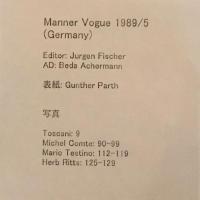 Manner Vogue 1989/5
(Germany)
Editor: Jurgen Fischer
AD: Beda Achermann
表紙: Gunther Parth
写真
Toscani: 9
Michel Comte: 90-99
Mario Testino: 112-119
Herb Ritts: 125-129